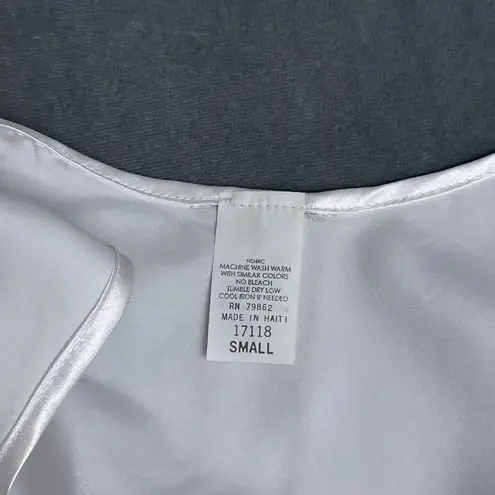 MACHINE WASH WARM
WITH SIMILAR COLORS
NO BLEACH
TUMBLE DRY LOW
COOL IRON IF NEEDED
RN 79862
MADE IN HAITI
17118
SMALL